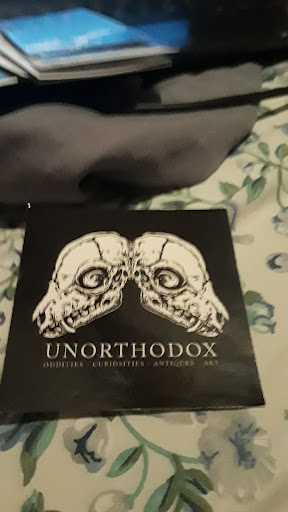 UNORTHODOX
ODDITIES · CURIOSITIES · ANTIQUES · ART